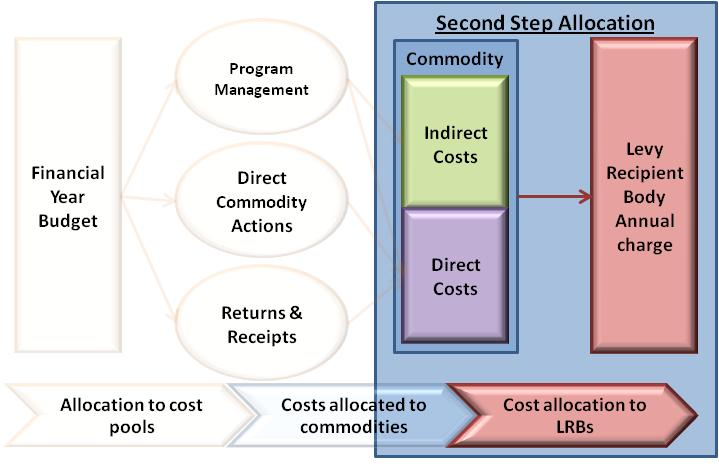 Second Step Allocation
Financial
Year
Budget
Program
Management
Direct
Commodity
Actions
Returns &
Receipts
Commodity
Indirect
Costs
Direct
Costs
Levy
Recipient
Body
Annual
charge
Allocation to cost
pools
Costs allocated to
commodities
Cost allocation to
LRBs